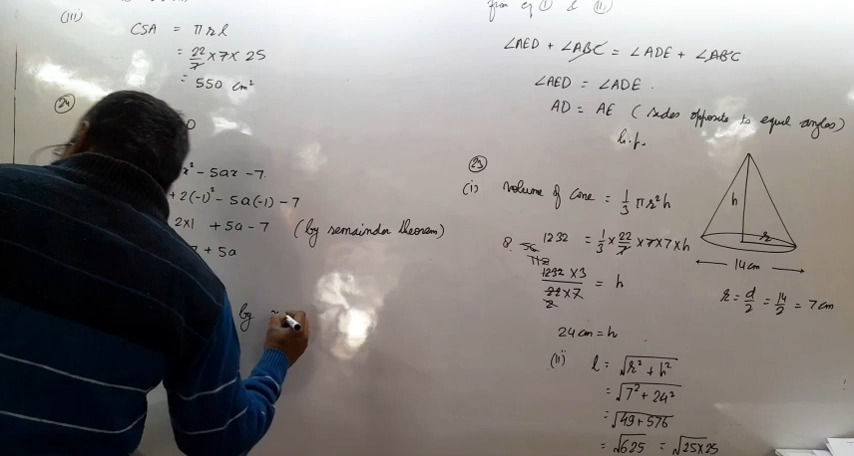 (iii)
CSA = πrl
= 22/7 × 7 × 25
= 550 cm²
(24)
x² - 5ax - 7
+ 2(-1)² - 5a(-1) - 7
2×1 + 5a - 7 (by remainder theorem)
+ 5a
by
from eq (i) & (ii)
∠AED + ∠ABC = ∠ADE + ∠ABC
∠AED = ∠ADE.
AD = AE (sides opposite to equal angles)
h.p.
(23)
(i) Volume of Cone = 1/3 πr²h
1232 = 1/3 × 22/7 × 7 × 7 × h
8 56 112
1232 × 3 / 22 × 7 = h
2
24 cm = h
(ii) l = √r² + h²
= √7² + 24²
= √49 + 576
= √625 = √25×25
h
r
14 cm
r = d/2 = 14/2 = 7 cm